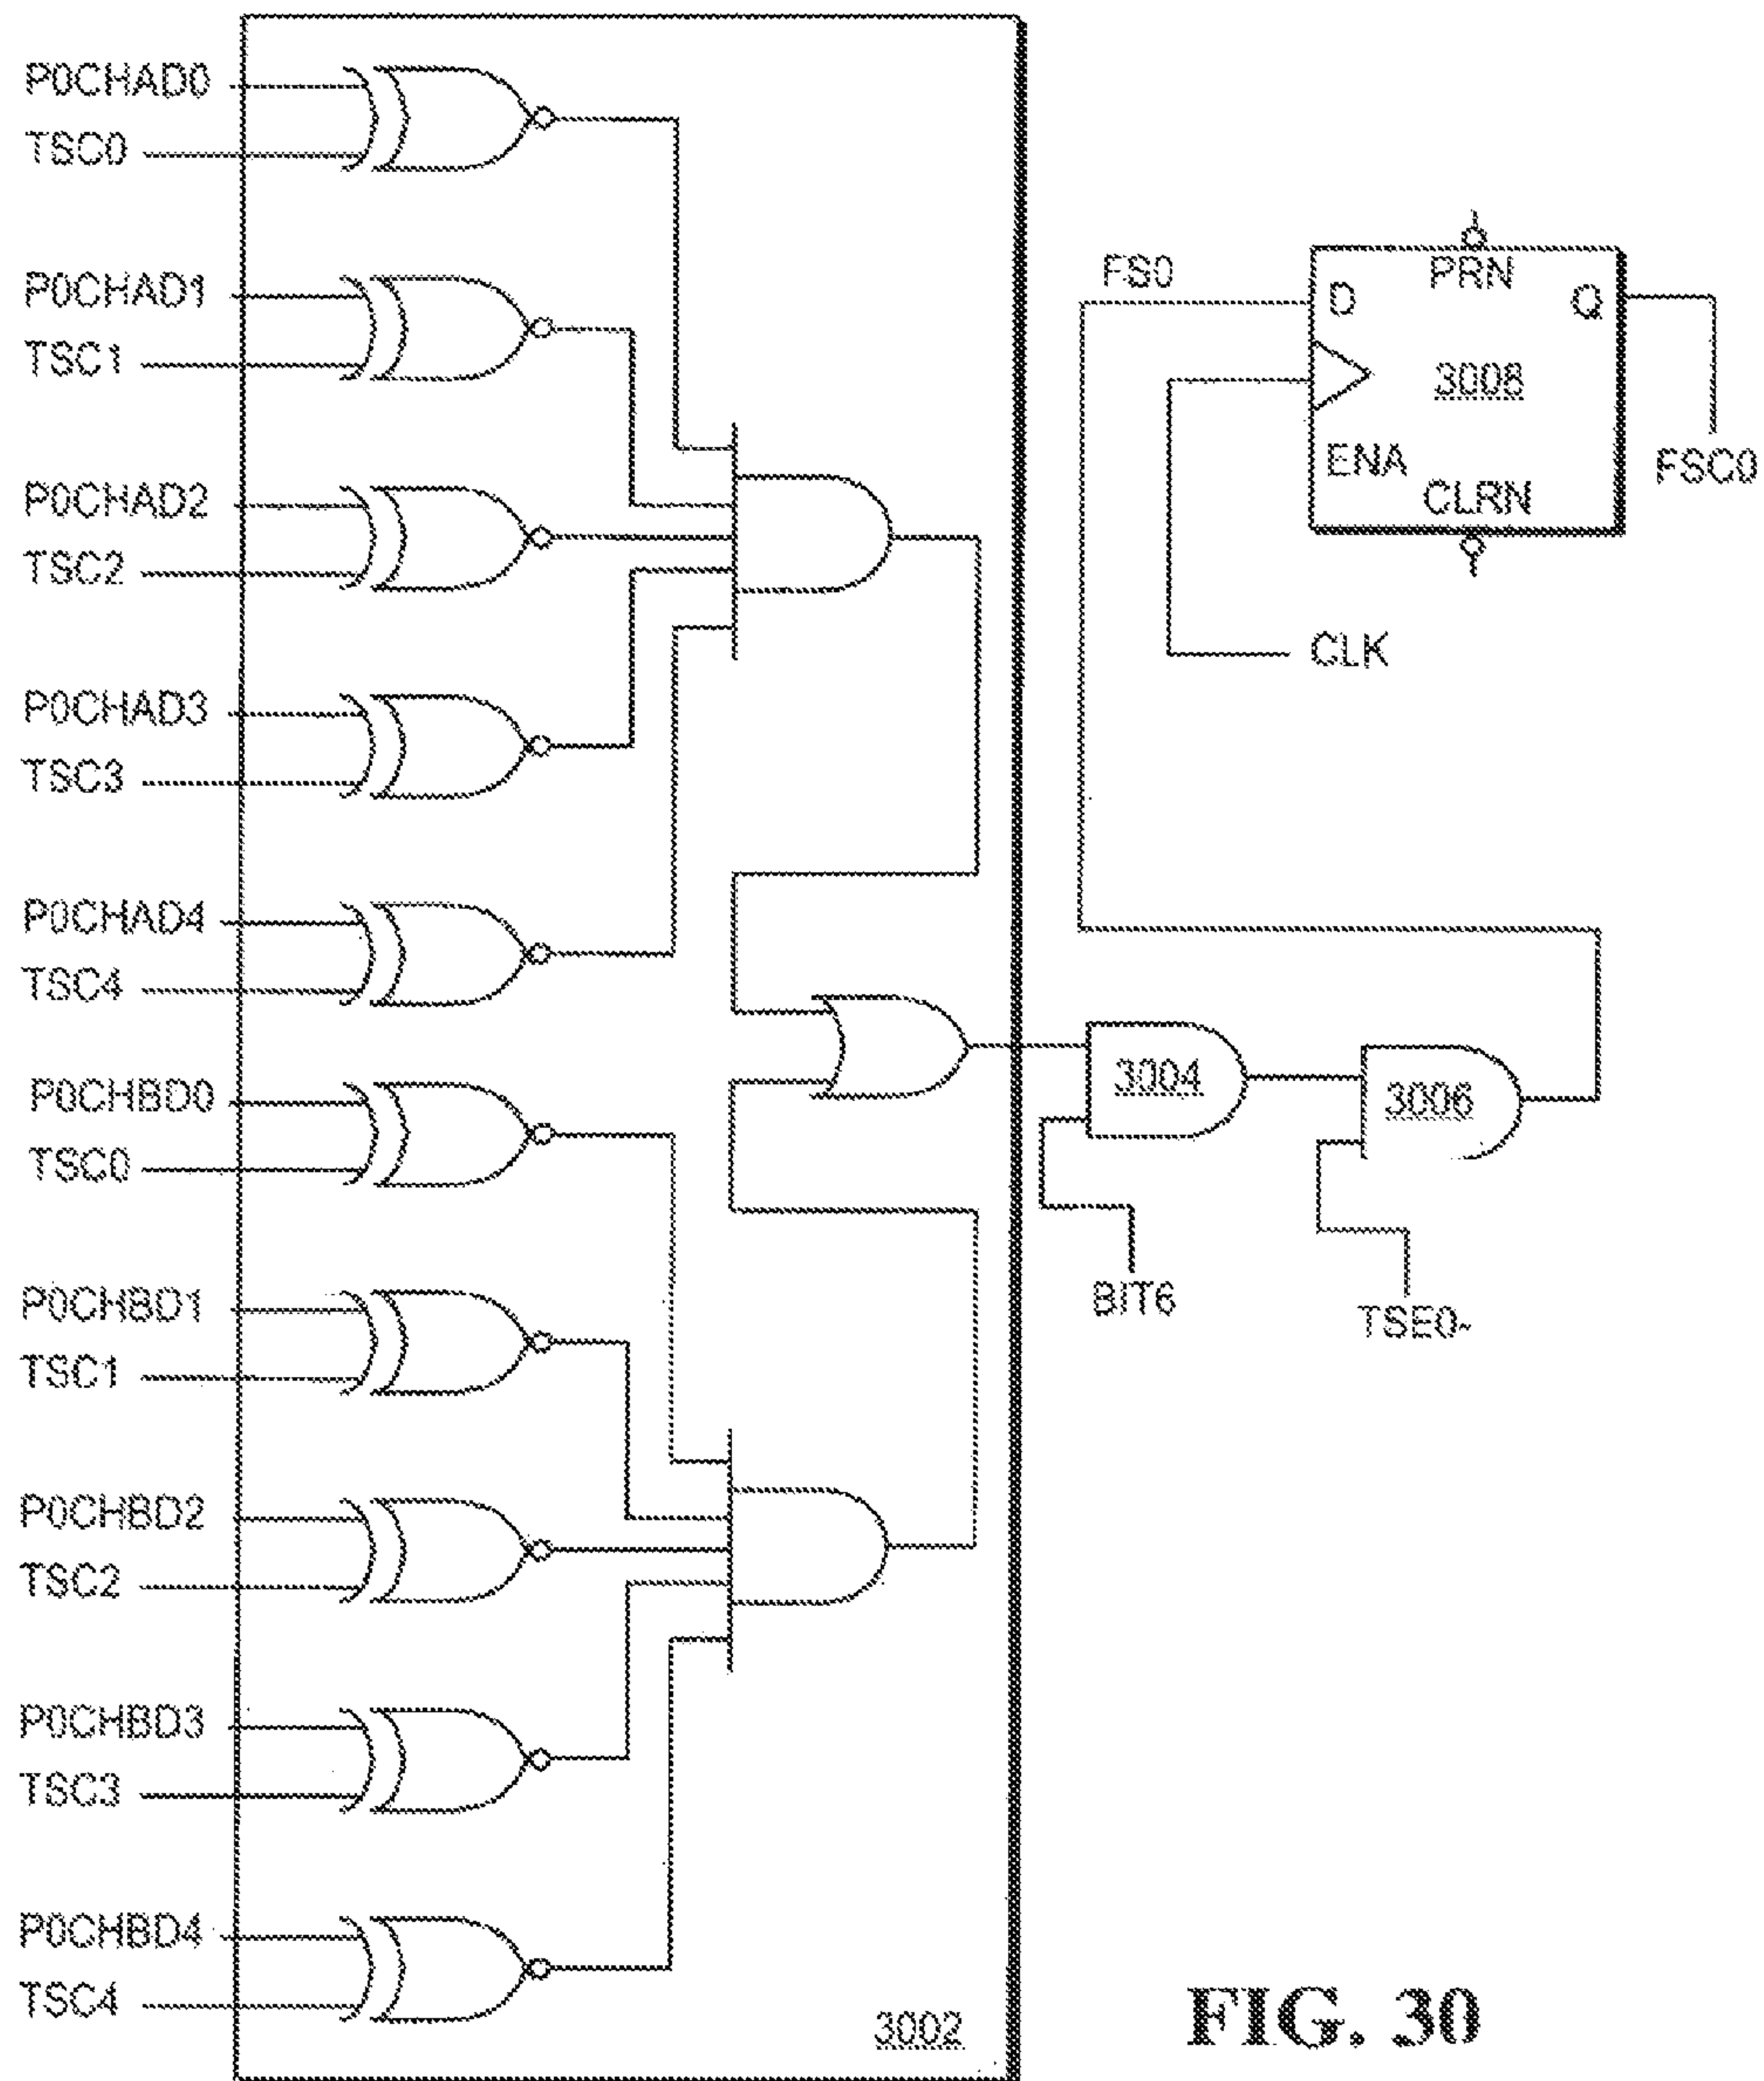 P0CHAD0
TSC0
P0CHAD1
TSC1
P0CHAD2
TSC2
P0CHAD3
TSC3
P0CHAD4
TSC4
P0CHBD0
TSC0
P0CHBD1
TSC1
P0CHBD2
TSC2
P0CHBD3
TSC3
P0CHBD4
TSC4
3002
FS0
D
PRN
Q
3008
ENA
CLRN
FSC0
CLK
3004
3006
BIT6
TSE0~
FIG. 30